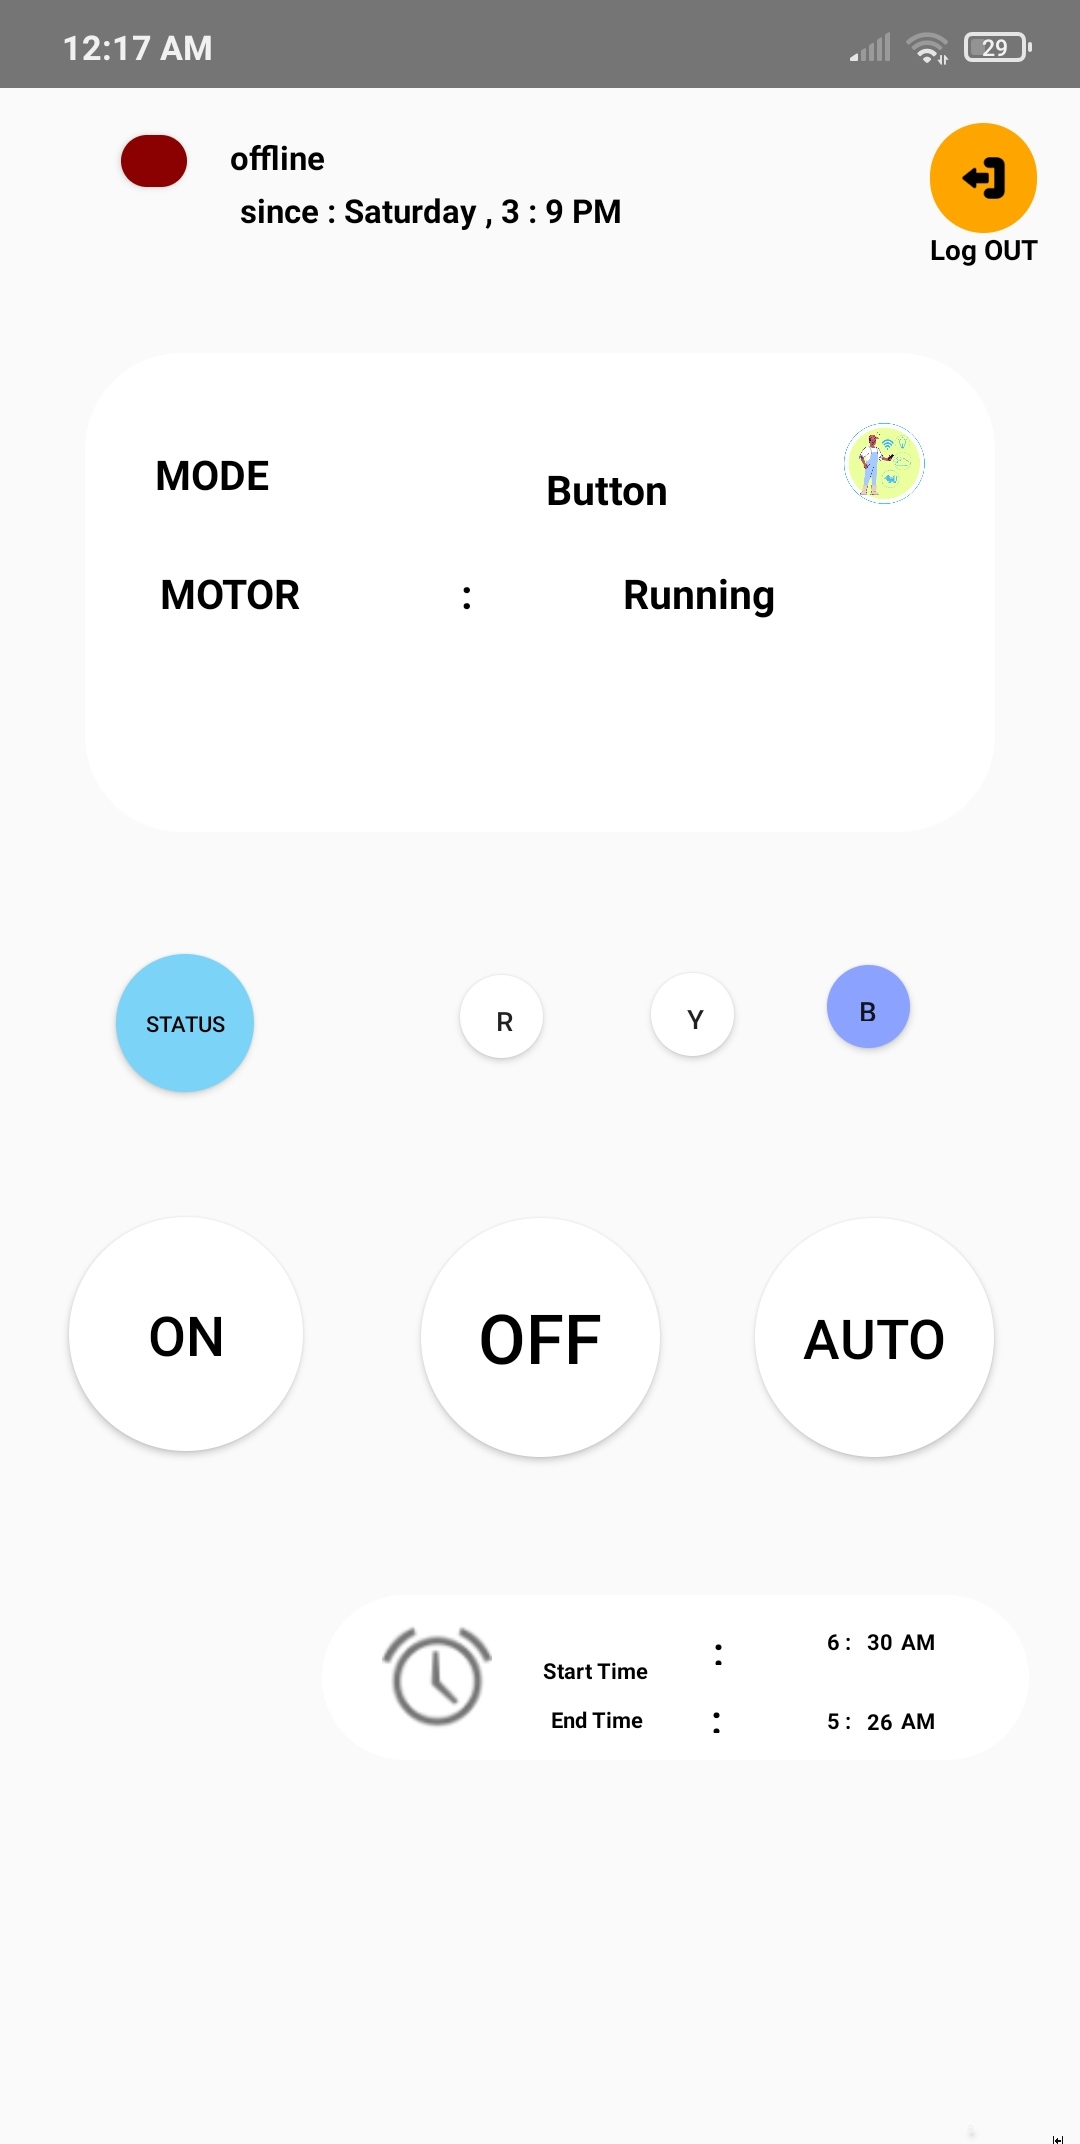 12:17 AM 29
offline
since : Saturday , 3 : 9 PM
Log OUT
MODE Button
MOTOR : Running
STATUS R Y B
ON OFF AUTO
Start Time : 6 : 30 AM
End Time : 5 : 26 AM